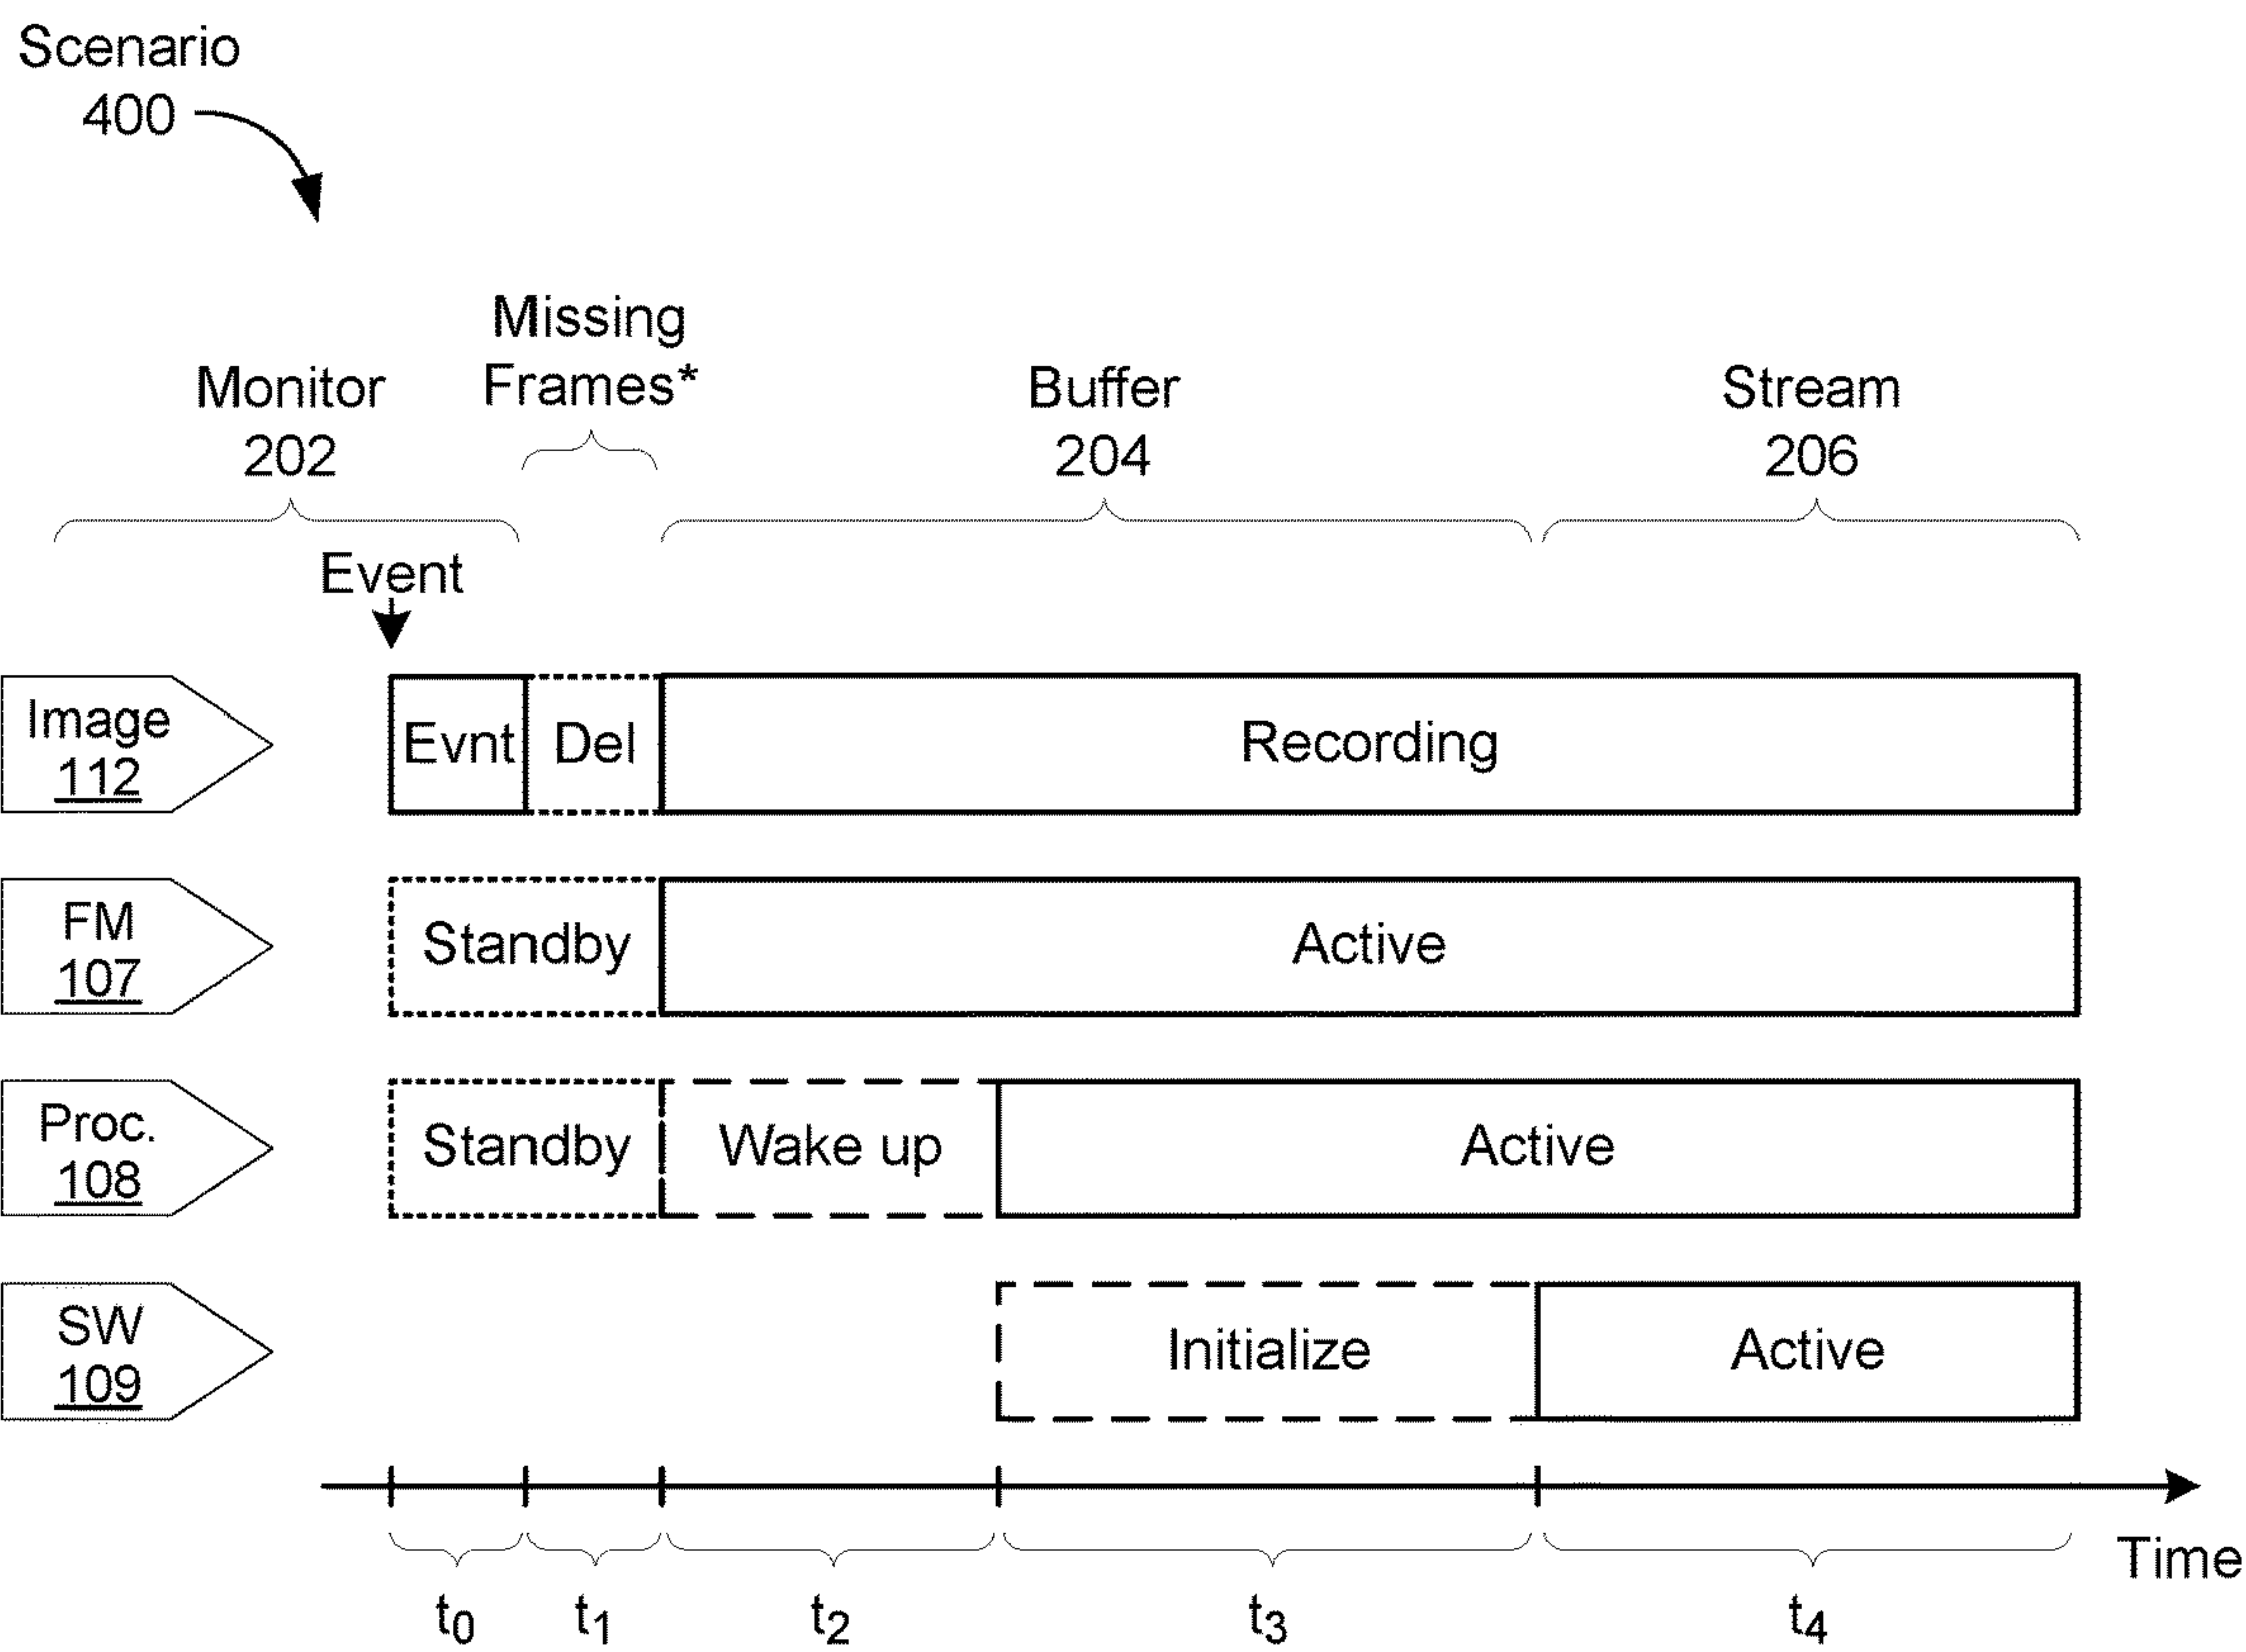 Scenario
400
Missing
Frames*
Monitor
202
Buffer
204
Stream
206
Event
Image
112
Evnt
Del
Recording
FM
107
Standby
Active
Proc.
108
Standby
Wake up
Active
SW
109
Initialize
Active
Time
t0
t1
t2
t3
t4